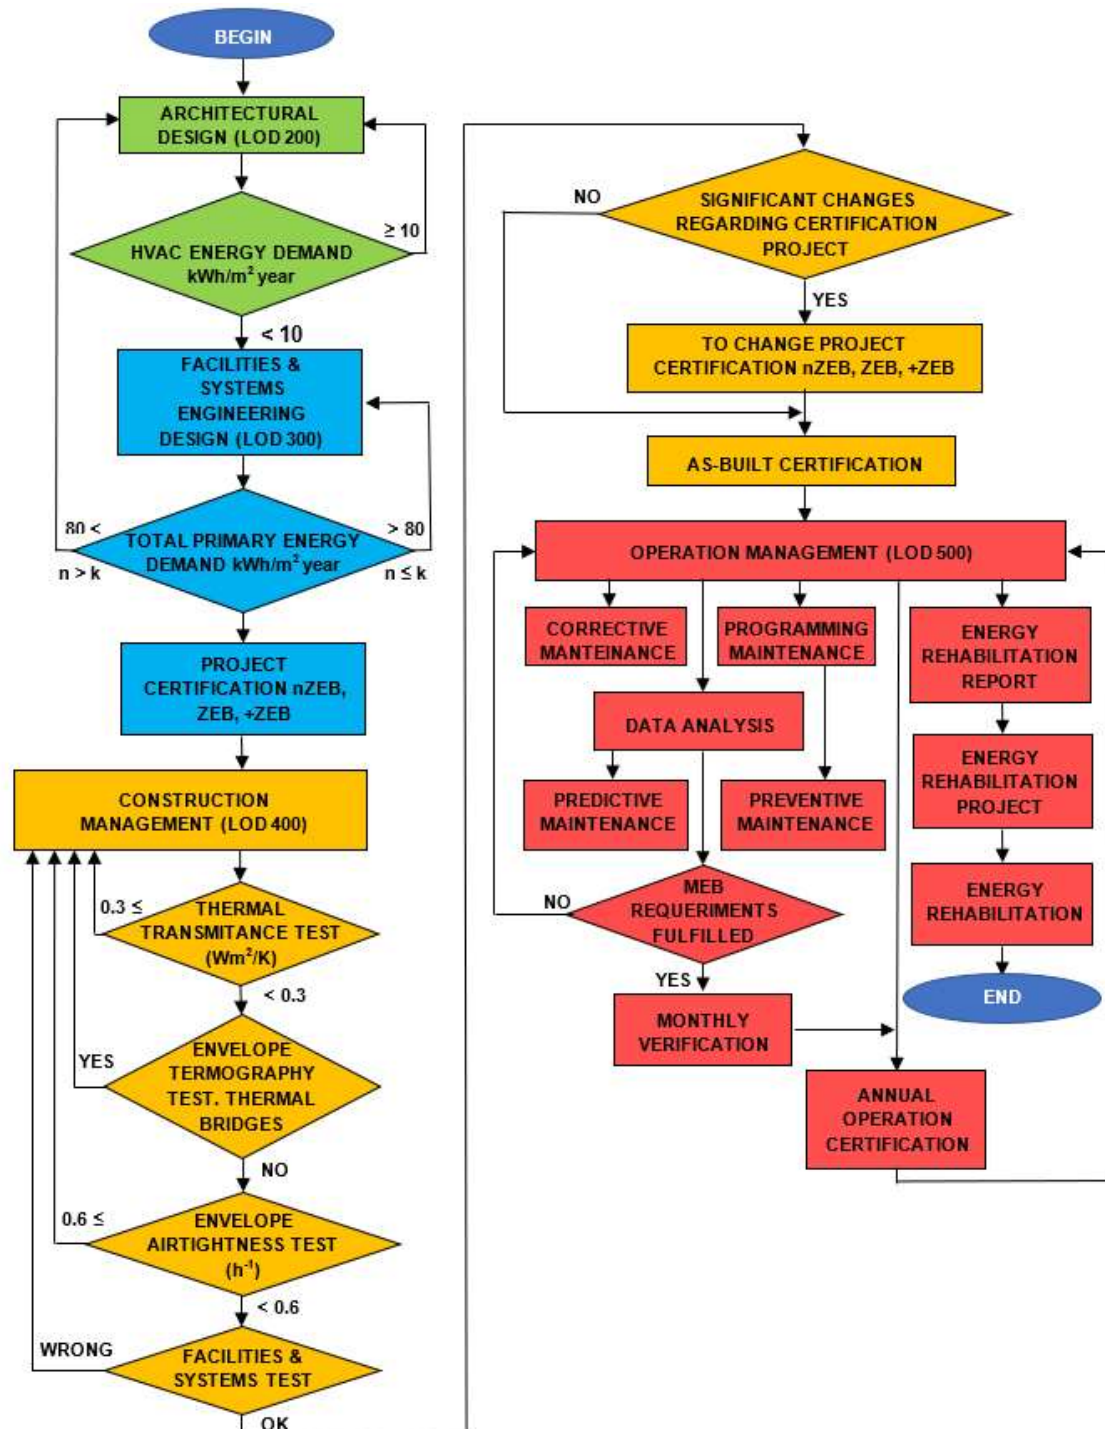 BEGIN
ARCHITECTURAL
DESIGN (LOD 200)
≥ 10
HVAC ENERGY DEMAND
kWh/m² year
< 10
FACILITIES &
SYSTEMS
ENGINEERING
DESIGN (LOD 300)
80 <
> 80
TOTAL PRIMARY ENERGY
DEMAND kWh/m² year
n > k
n ≤ k
PROJECT
CERTIFICATION nZEB,
ZEB, +ZEB
CONSTRUCTION
MANAGEMENT (LOD 400)
0.3 ≤
THERMAL
TRANSMITANCE TEST
(Wm²/K)
< 0.3
YES
ENVELOPE
TERMOGRAPHY
TEST. THERMAL
BRIDGES
NO
0.6 ≤
ENVELOPE
AIRTIGHTNESS TEST
(h⁻¹)
< 0.6
WRONG
FACILITIES &
SYSTEMS TEST
OK
NO
SIGNIFICANT CHANGES
REGARDING CERTIFICATION
PROJECT
YES
TO CHANGE PROJECT
CERTIFICATION nZEB, ZEB, +ZEB
AS-BUILT CERTIFICATION
OPERATION MANAGEMENT (LOD 500)
CORRECTIVE
MANTEINANCE
PROGRAMMING
MAINTENANCE
ENERGY
REHABILITATION
REPORT
DATA ANALYSIS
ENERGY
REHABILITATION
PROJECT
PREDICTIVE
MAINTENANCE
PREVENTIVE
MAINTENANCE
NO
MEB
REQUERIMENTS
FULFILLED
ENERGY
REHABILITATION
YES
END
MONTHLY
VERIFICATION
ANNUAL
OPERATION
CERTIFICATION